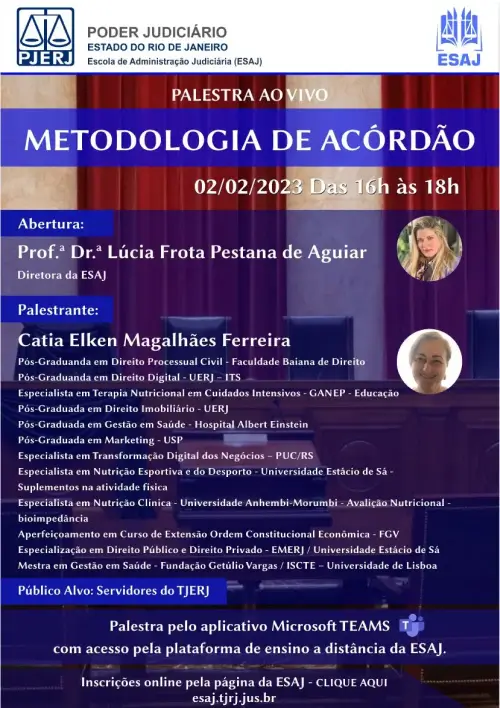 PJERJ
PODER JUDICIÁRIO
ESTADO DO RIO DE JANEIRO
Escola de Administração Judiciária (ESAJ)
ESAJ
PALESTRA AO VIVO
METODOLOGIA DE ACÓRDÃO
02/02/2023 Das 16h às 18h
Abertura:
Prof.ª Dr.ª Lúcia Frota Pestana de Aguiar
Diretora da ESAJ
Palestrante:
Catia Elken Magalhães Ferreira
Pós-Graduanda em Direito Processual Civil - Faculdade Baiana de Direito
Pós-Graduanda em Direito Digital - UERJ – ITS
Especialista em Terapia Nutricional em Cuidados Intensivos - GANEP - Educação
Pós-Graduada em Direito Imobiliário - UERJ
Pós-Graduada em Gestão em Saúde - Hospital Albert Einstein
Pós-Graduada em Marketing - USP
Especialista em Transformação Digital dos Negócios – PUC/RS
Especialista em Nutrição Esportiva e do Desporto - Universidade Estácio de Sá -
Suplementos na atividade física
Especialista em Nutrição Clinica - Universidade Anhembi-Morumbi - Avalição Nutricional -
bioimpedância
Aperfeiçoamento em Curso de Extensão Ordem Constitucional Econômica - FGV
Especialização em Direito Público e Direito Privado - EMERJ / Universidade Estácio de Sá
Mestra em Gestão em Saúde - Fundação Getúlio Vargas / ISCTE – Universidade de Lisboa
Público Alvo: Servidores do TJERJ
Palestra pelo aplicativo Microsoft TEAMS
com acesso pela plataforma de ensino a distância da ESAJ.
Inscrições online pela página da ESAJ - CLIQUE AQUI
esaj.tjrj.jus.br